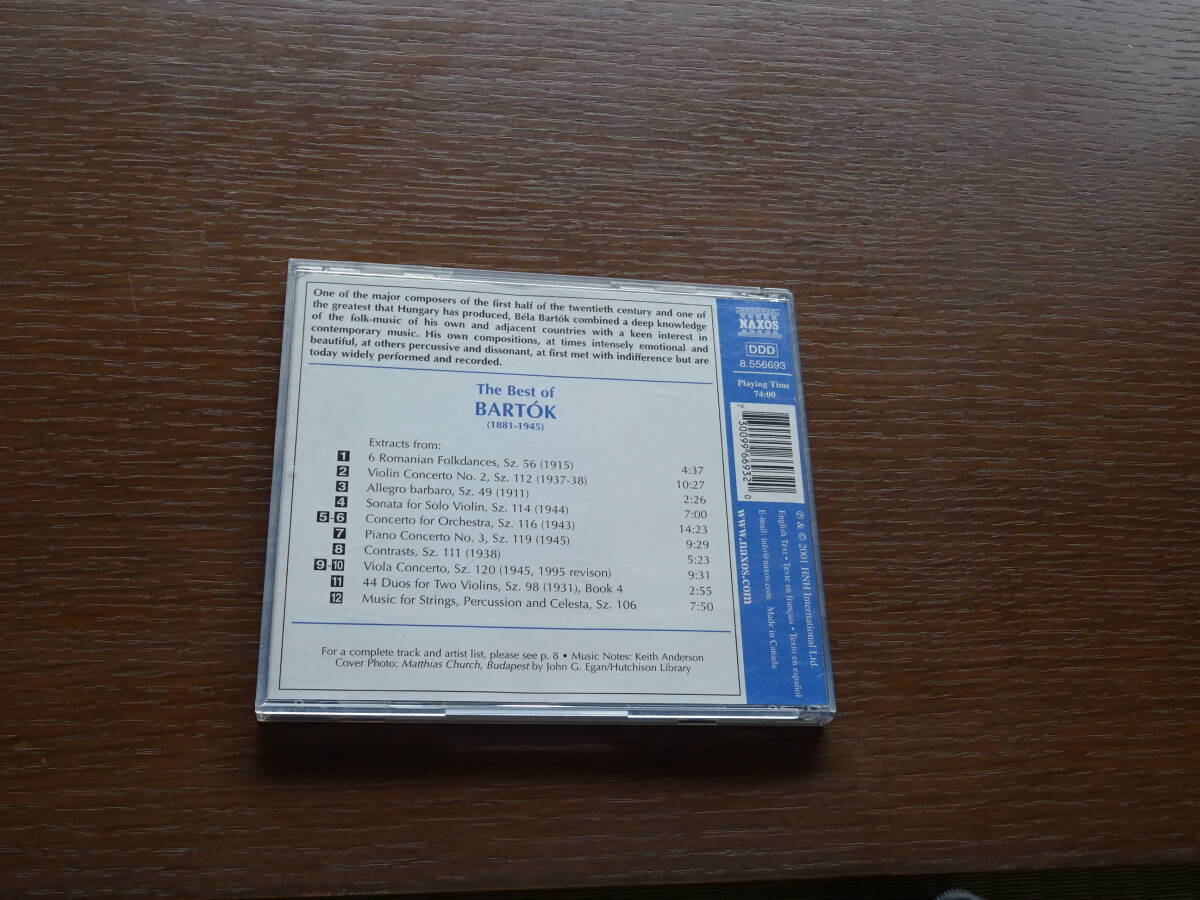 One of the major composers of the first half of the twentieth century and one of
the greatest that Hungary has produced, Béla Bartók combined a deep knowledge
of the folk-music of his own and adjacent countries with a keen interest in
contemporary music. His own compositions, at times intensely emotional and
beautiful, at others percussive and dissonant, at first met with indifference but are
today widely performed and recorded.
The Best of
BARTÓK
(1881-1945)
Extracts from:
1 6 Romanian Folkdances, Sz. 56 (1915) 4:37
2 Violin Concerto No. 2, Sz. 112 (1937-38) 10:27
3 Allegro barbaro, Sz. 49 (1911) 2:26
4 Sonata for Solo Violin, Sz. 114 (1944) 7:00
5-6 Concerto for Orchestra, Sz. 116 (1943) 14:23
7 Piano Concerto No. 3, Sz. 119 (1945) 9:29
8 Contrasts, Sz. 111 (1938) 5:23
9-10 Viola Concerto, Sz. 120 (1945, 1995 revison) 9:31
11 44 Duos for Two Violins, Sz. 98 (1931), Book 4 2:55
12 Music for Strings, Percussion and Celesta, Sz. 106 7:50
For a complete track and artist list, please see p. 8 • Music Notes: Keith Anderson
Cover Photo: Matthias Church, Budapest by John G. Egan/Hutchison Library
NAXOS
DDD
8.556693
Playing Time
74:00
7 30099 66932 0
℗ & © 2001 HNH International Ltd.
English Text • Texte en français • Texto en español
E-mail: info@naxos.com Made in Canada
www.naxos.com